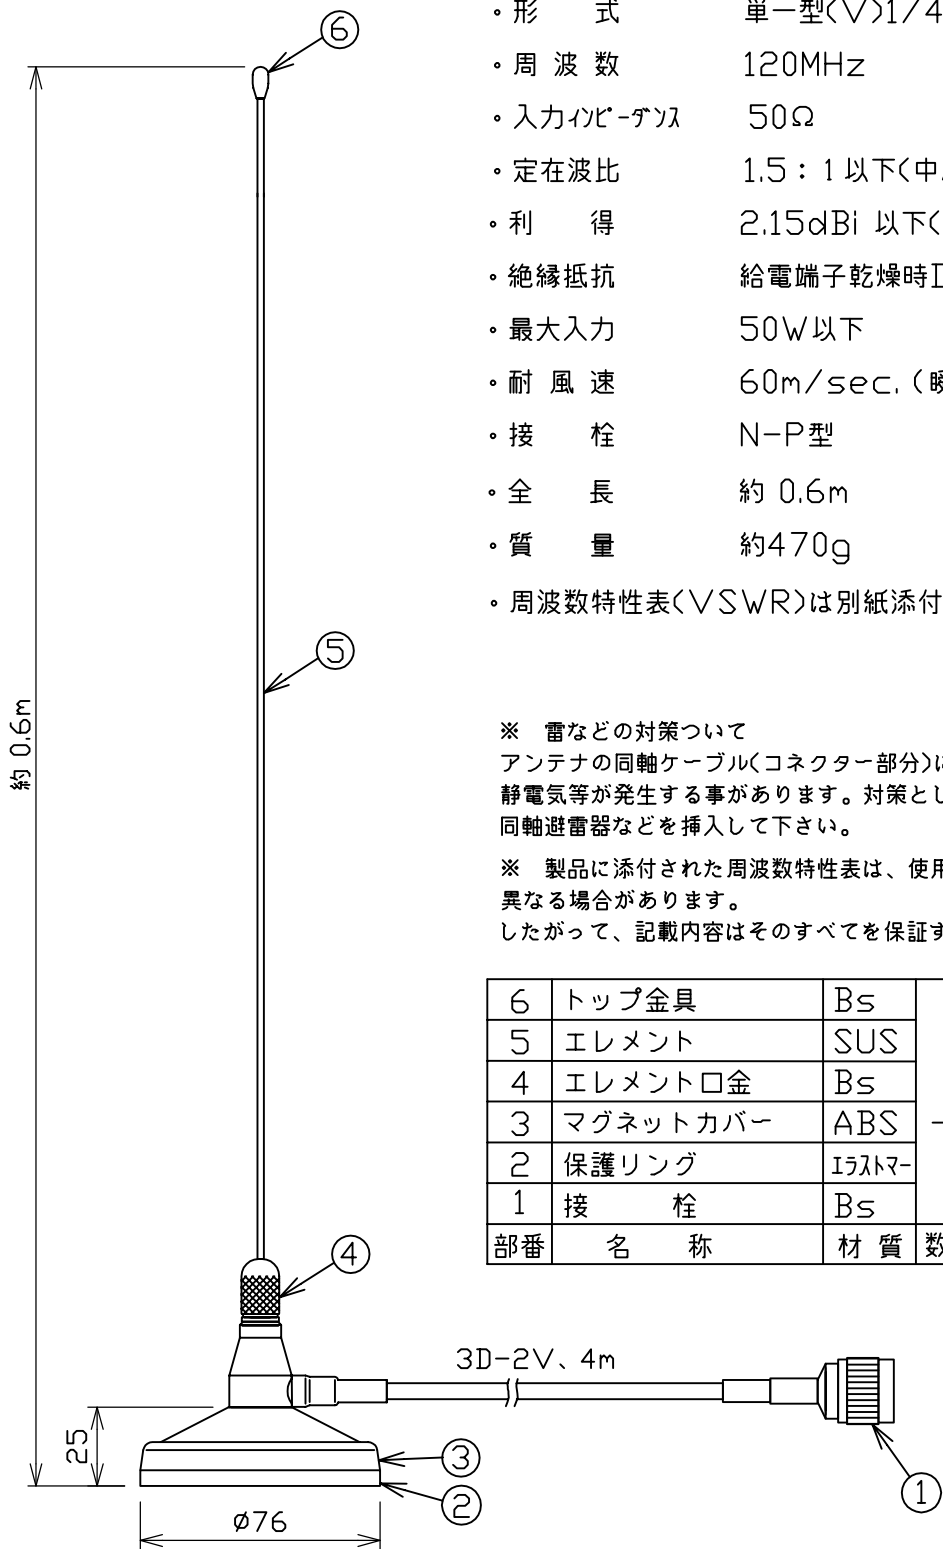 ・形　式　単一型(V)1/4
・周 波 数　120MHz
・入力インピーダンス　50Ω
・定在波比　1.5：1以下(中
・利　得　2.15dBi 以下(
・絶縁抵抗　給電端子乾燥時
・最大入力　50W以下
・耐 風 速　60m/sec. (
・接　栓　N-P型
・全　長　約 0.6m
・質　量　約470g
・周波数特性表(VSWR)は別紙添付
※　雷などの対策ついて
アンテナの同軸ケーブル(コネクター部分)に
静電気等が発生する事があります。対策とし
同軸避雷器などを挿入して下さい。
※　製品に添付された周波数特性表は、使用
異なる場合があります。
したがって、記載内容はそのすべてを保証す
6　トップ金具　Bs
5　エレメント　SUS
4　エレメント口金　Bs
3　マグネットカバー　ABS
2　保護リング　エラストマー
1　接　栓　Bs
部番　名　称　材 質　数
⑥
⑤
約 0.6m
④
3D-2V、4m
25
③
②
①
ø76